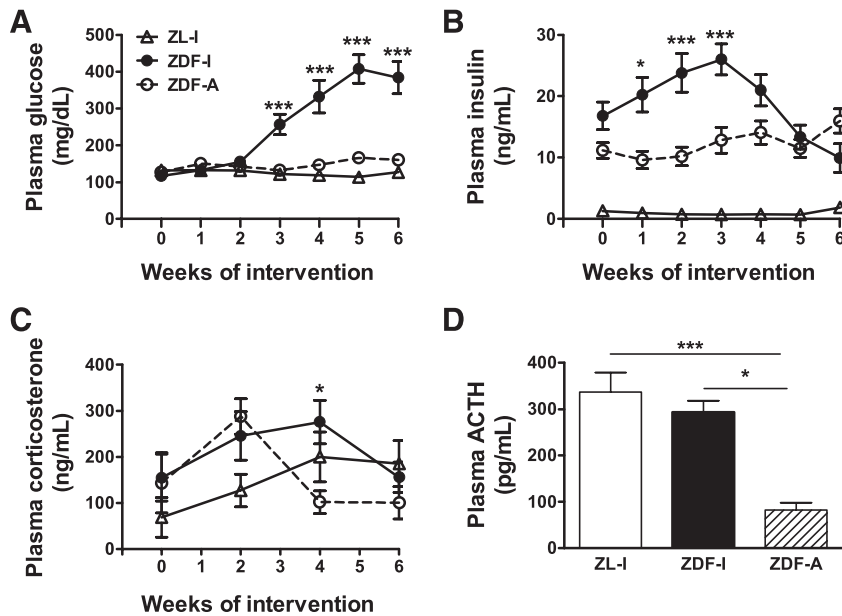 A
Plasma glucose
(mg/dL)
500
400
300
200
100
0
ZL-I
ZDF-I
ZDF-A
***
***
***
***
0 1 2 3 4 5 6
Weeks of intervention
B
Plasma insulin
(ng/mL)
30
20
10
0
*
***
***
0 1 2 3 4 5 6
Weeks of intervention
C
Plasma corticosterone
(ng/mL)
400
300
200
100
0
*
0 1 2 3 4 5 6
Weeks of intervention
D
Plasma ACTH
(pg/mL)
400
300
200
100
0
***
*
ZL-I ZDF-I ZDF-A